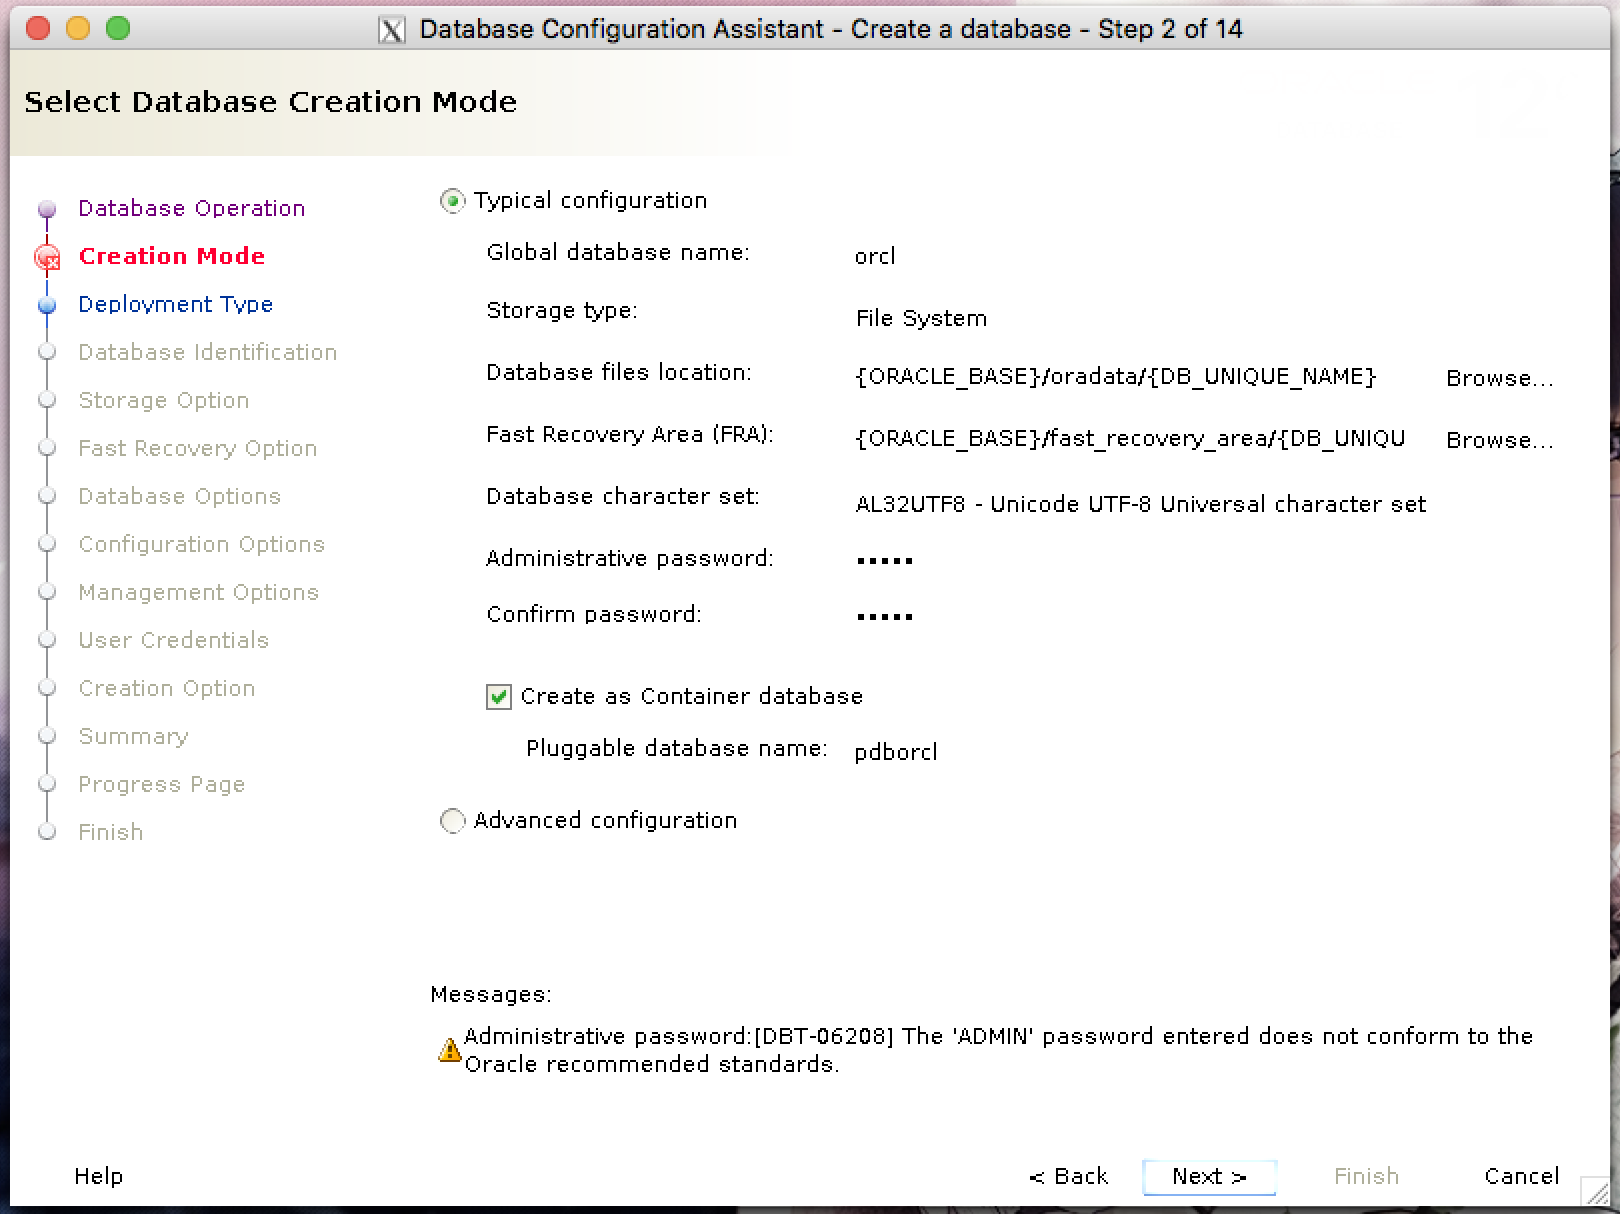 Database Configuration Assistant - Create a database - Step 2 of 14
Select Database Creation Mode
Database Operation
Creation Mode
Deployment Type
Database Identification
Storage Option
Fast Recovery Option
Database Options
Configuration Options
Management Options
User Credentials
Creation Option
Summary
Progress Page
Finish
Typical configuration
Global database name: orcl
Storage type: File System
Database files location: {ORACLE_BASE}/oradata/{DB_UNIQUE_NAME} Browse...
Fast Recovery Area (FRA): {ORACLE_BASE}/fast_recovery_area/{DB_UNIQU Browse...
Database character set: AL32UTF8 - Unicode UTF-8 Universal character set
Administrative password: •••••
Confirm password: •••••
Create as Container database
Pluggable database name: pdborcl
Advanced configuration
Messages:
Administrative password:[DBT-06208] The 'ADMIN' password entered does not conform to the
Oracle recommended standards.
Help < Back Next > Finish Cancel